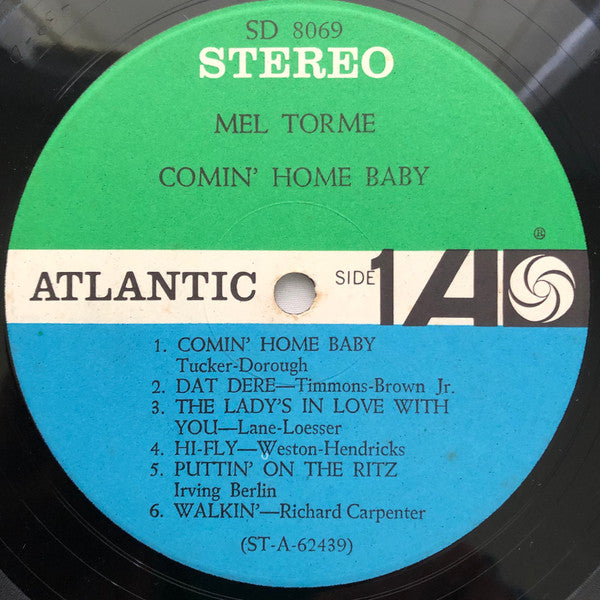 SD 8069
STEREO
MEL TORME
COMIN' HOME BABY
®
ATLANTIC SIDE 1 A
1. COMIN' HOME BABY
Tucker-Dorough
2. DAT DERE—Timmons-Brown Jr.
3. THE LADY'S IN LOVE WITH
YOU—Lane-Loesser
4. HI-FLY—Weston-Hendricks
5. PUTTIN' ON THE RITZ
Irving Berlin
6. WALKIN'—Richard Carpenter
(ST-A-62439)